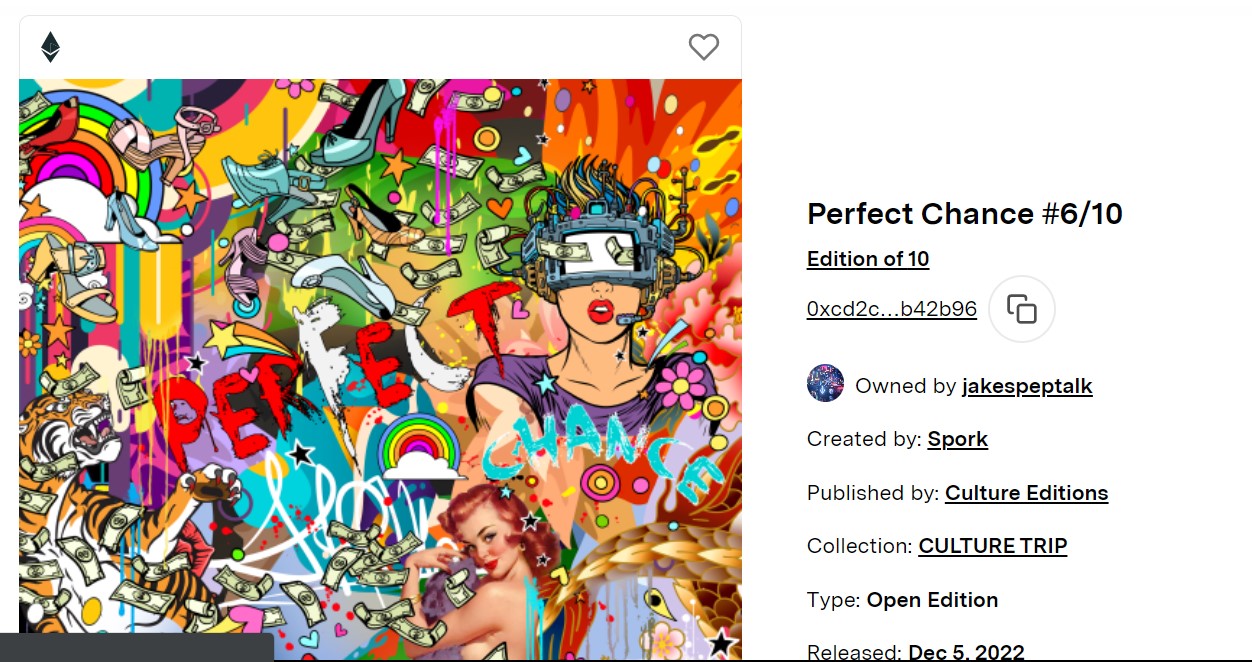 PERFECT
CHANCE
Perfect Chance #6/10
Edition of 10
0xcd2c...b42b96
Owned by jakespeptalk
Created by: Spork
Published by: Culture Editions
Collection: CULTURE TRIP
Type: Open Edition
Released: Dec 5, 2022